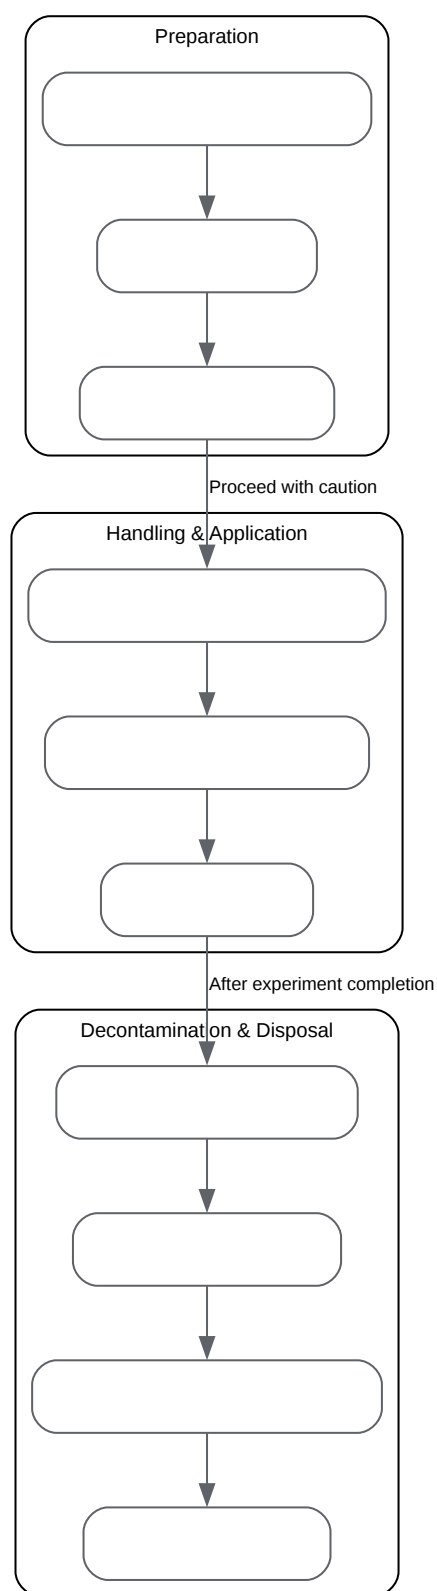 Preparation
Proceed with caution
Handling & Application
After experiment completion
Decontamination & Disposal